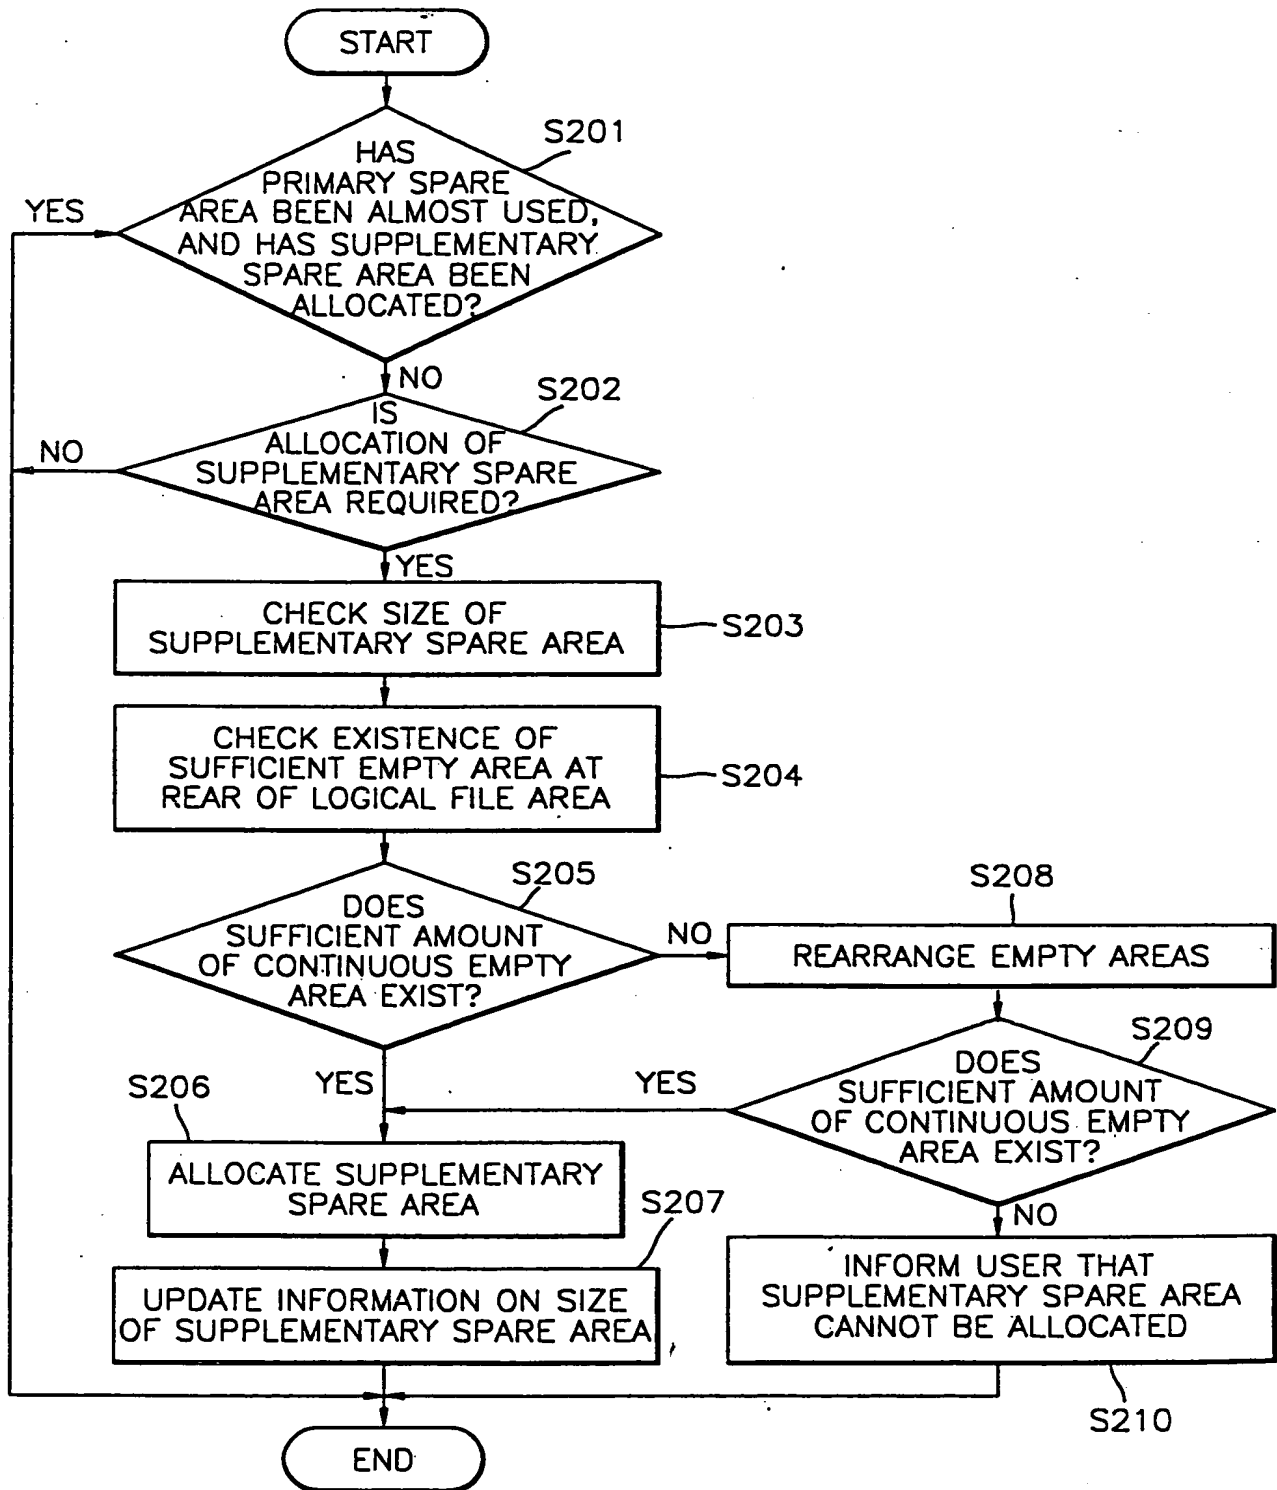 START
S201
HAS
PRIMARY SPARE
AREA BEEN ALMOST USED,
AND HAS SUPPLEMENTARY
SPARE AREA BEEN
ALLOCATED?
YES
NO
S202
IS
ALLOCATION OF
SUPPLEMENTARY SPARE
AREA REQUIRED?
NO
YES
CHECK SIZE OF
SUPPLEMENTARY SPARE AREA
S203
CHECK EXISTENCE OF
SUFFICIENT EMPTY AREA AT
REAR OF LOGICAL FILE AREA
S204
S205
DOES
SUFFICIENT AMOUNT
OF CONTINUOUS EMPTY
AREA EXIST?
NO
S208
REARRANGE EMPTY AREAS
YES
S209
DOES
SUFFICIENT AMOUNT
OF CONTINUOUS EMPTY
AREA EXIST?
YES
S206
ALLOCATE SUPPLEMENTARY
SPARE AREA
S207
UPDATE INFORMATION ON SIZE
OF SUPPLEMENTARY SPARE AREA
NO
INFORM USER THAT
SUPPLEMENTARY SPARE AREA
CANNOT BE ALLOCATED
S210
END